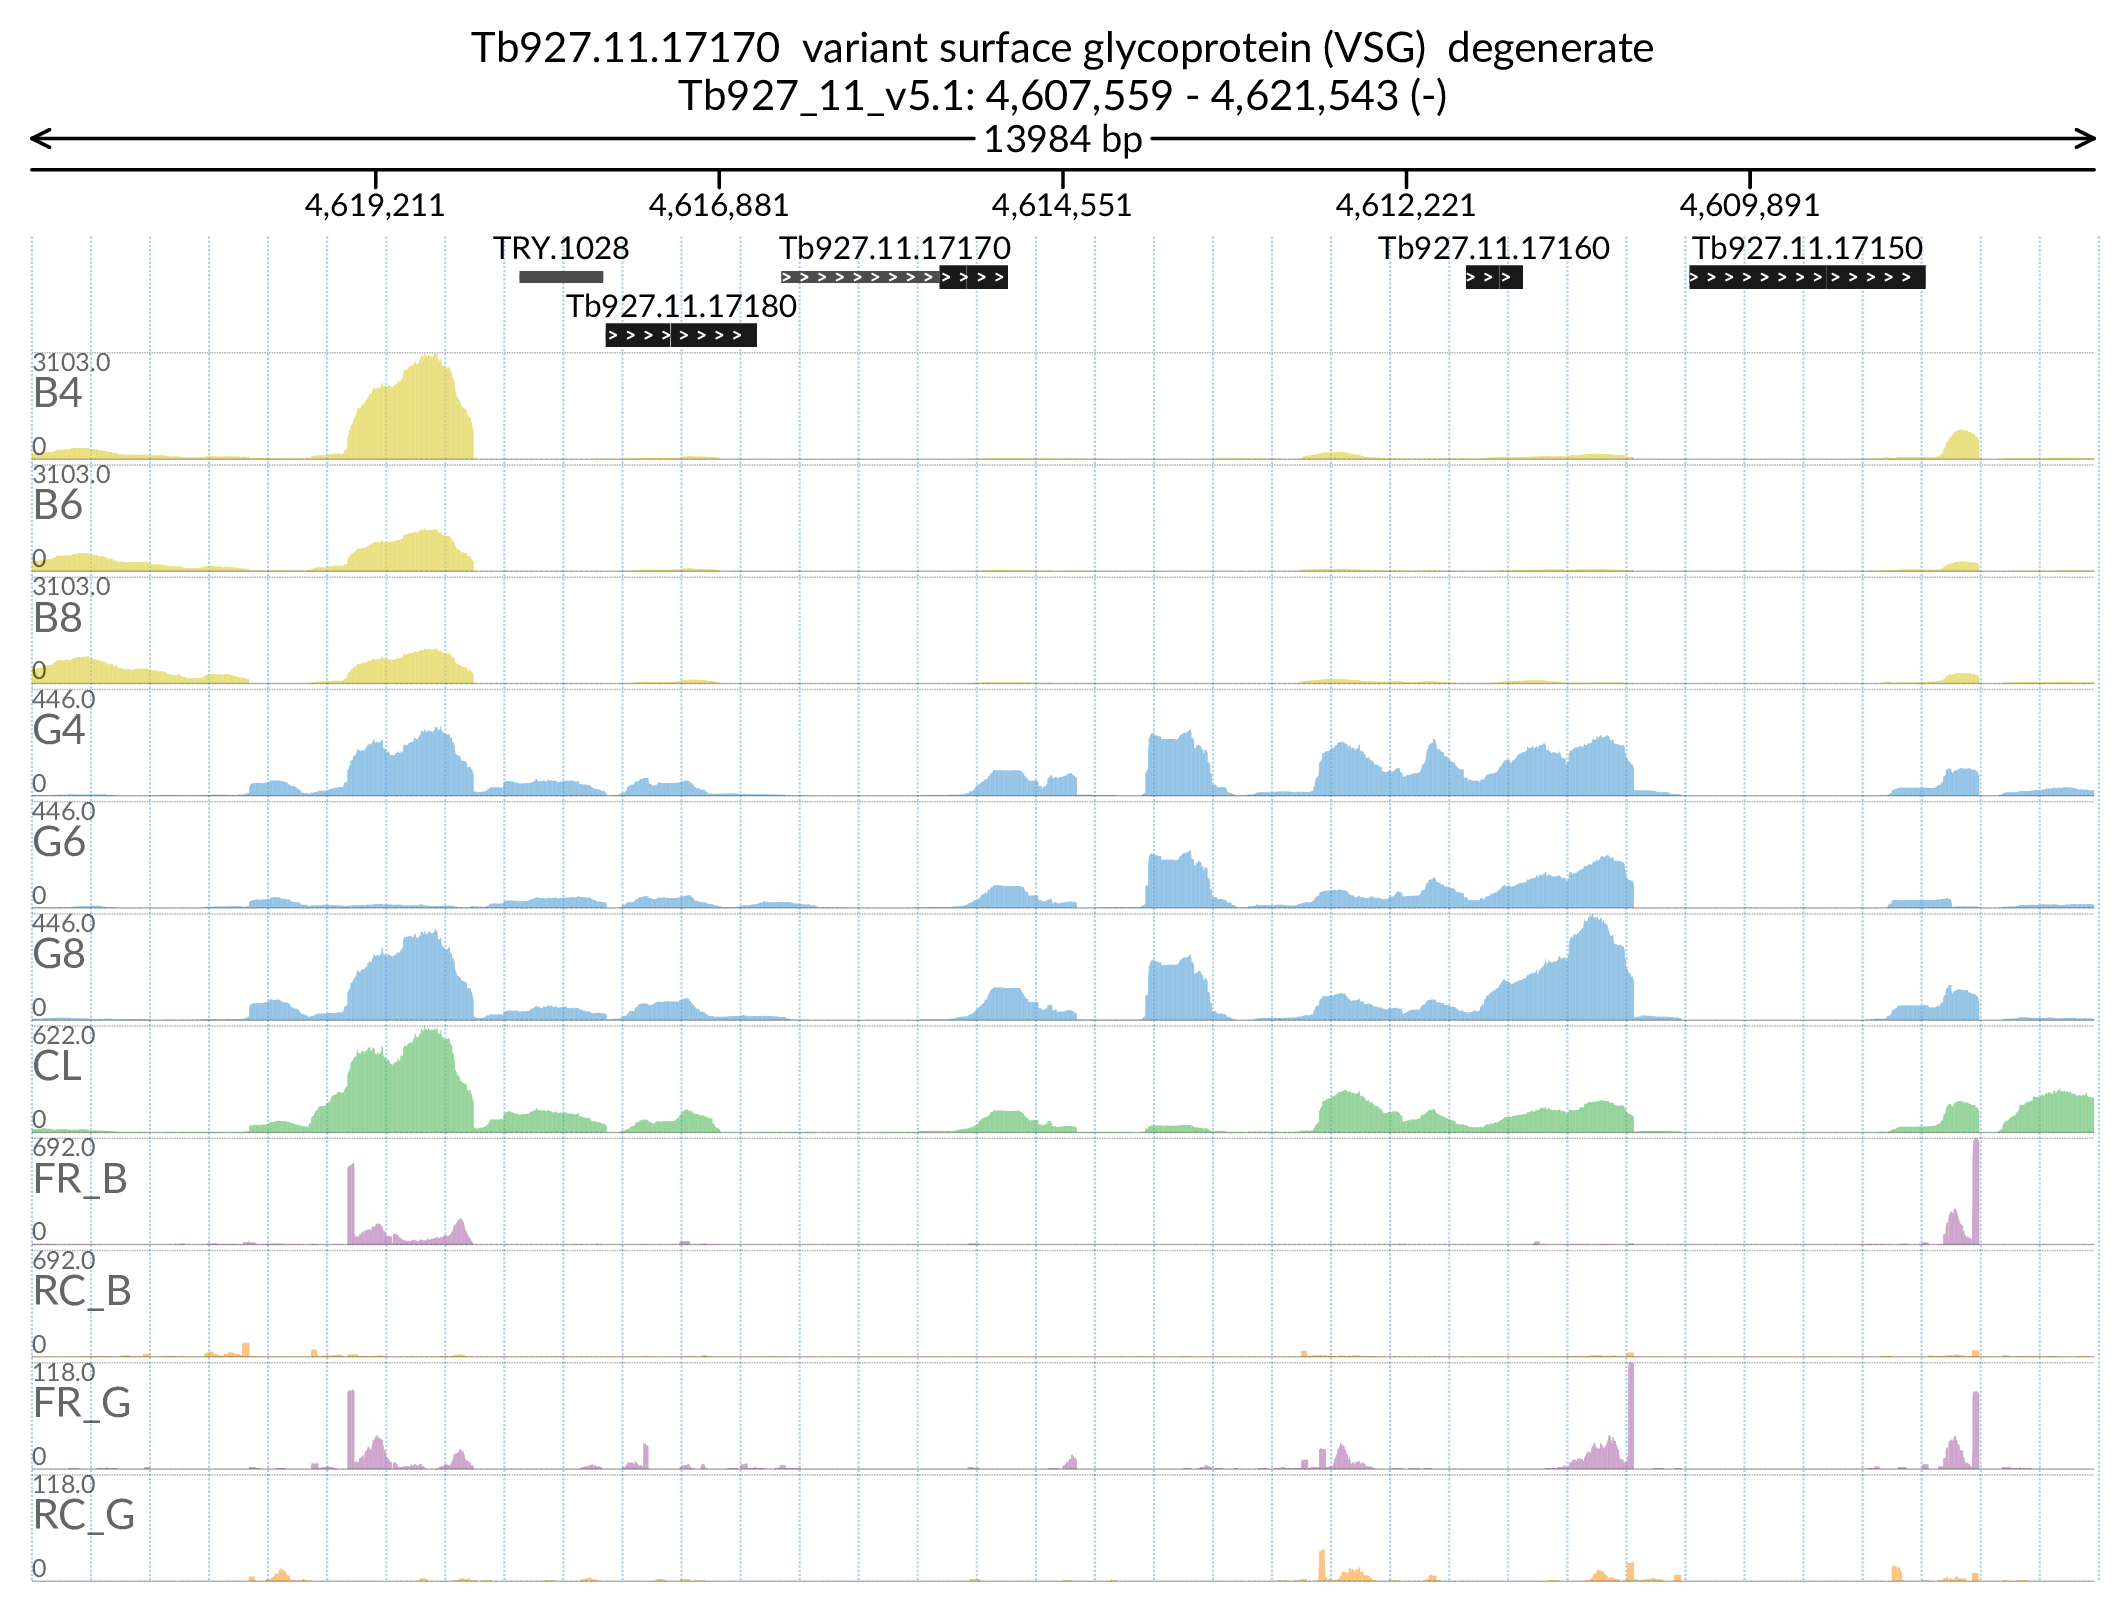 Tb927.11.17170 variant surface glycoprotein (VSG) degenerate
Tb927_11_v5.1: 4,607,559 - 4,621,543 (-)
13984 bp
4,619,211 4,616,881 4,614,551 4,612,221 4,609,891
TRY.1028 Tb927.11.17170 Tb927.11.17160 Tb927.11.17150
Tb927.11.17180
3103.0
B4
0
3103.0
B6
0
3103.0
B8
0
446.0
G4
0
446.0
G6
0
446.0
G8
0
622.0
CL
0
692.0
FR_B
0
692.0
RC_B
0
118.0
FR_G
0
118.0
RC_G
0